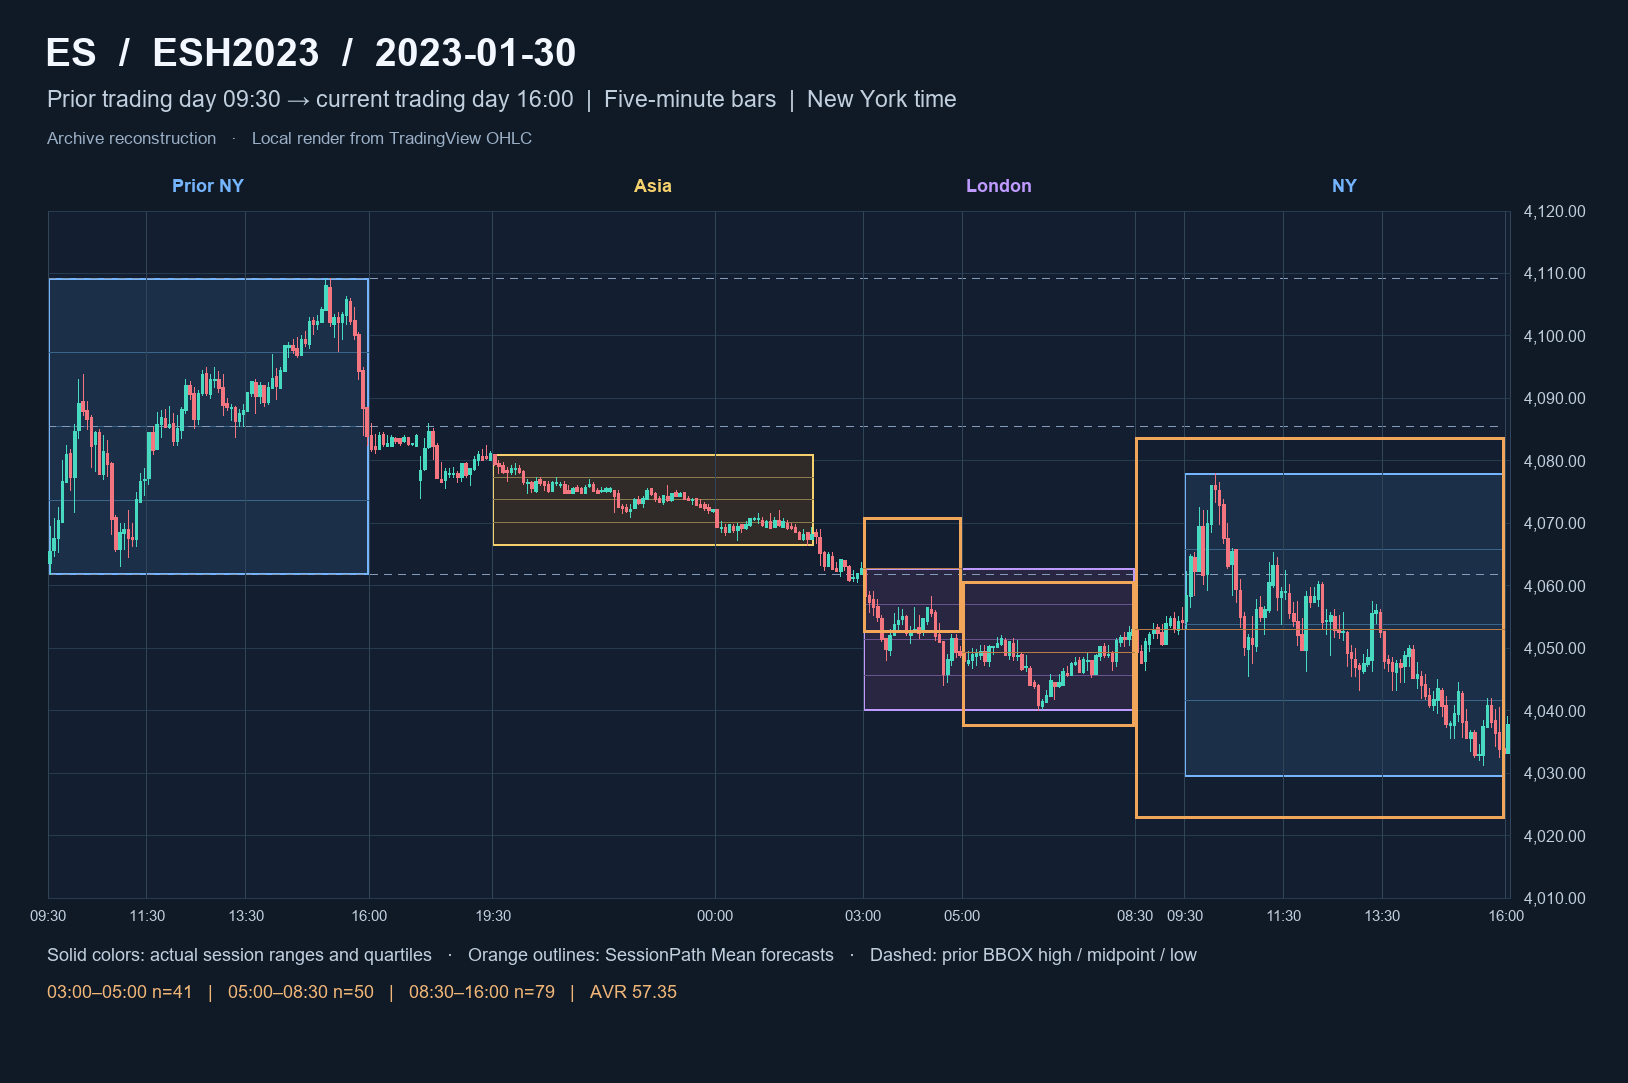 ES / ESH2023 / 2023-01-30
Prior trading day 09:30 → current trading day 16:00 | Five-minute bars | New York time
Archive reconstruction · Local render from TradingView OHLC
Prior NY Asia London NY
4,120.00
4,110.00
4,100.00
4,090.00
4,080.00
4,070.00
4,060.00
4,050.00
4,040.00
4,030.00
4,020.00
4,010.00
09:30 11:30 13:30 16:00 19:30 00:00 03:00 05:00 08:30 09:30 11:30 13:30 16:00
Solid colors: actual session ranges and quartiles · Orange outlines: SessionPath Mean forecasts · Dashed: prior BBOX high / midpoint / low
03:00–05:00 n=41 | 05:00–08:30 n=50 | 08:30–16:00 n=79 | AVR 57.35